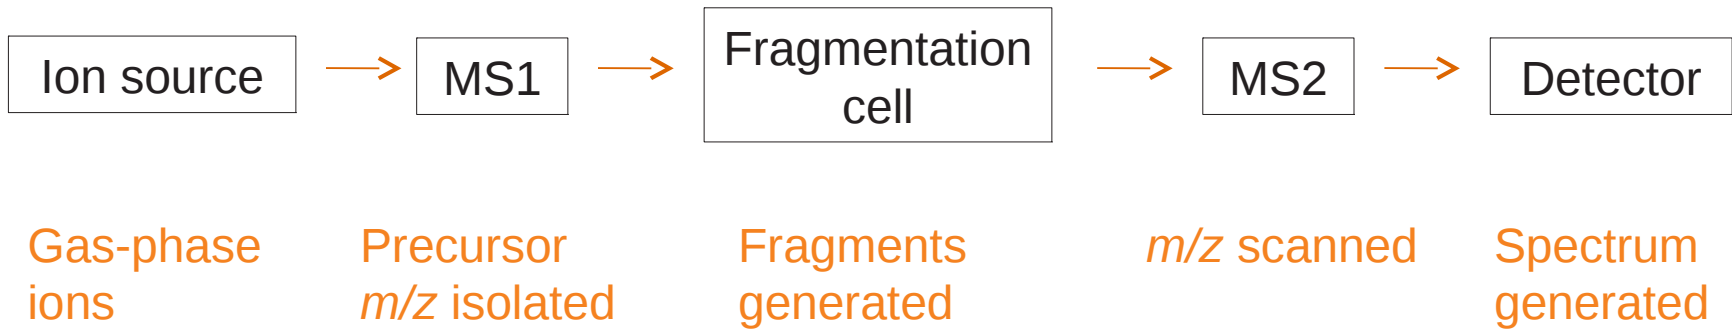 Ion source
MS1
Fragmentation
cell
MS2
Detector
Gas-phase
ions
Precursor
m/z isolated
Fragments
generated
m/z scanned
Spectrum
generated